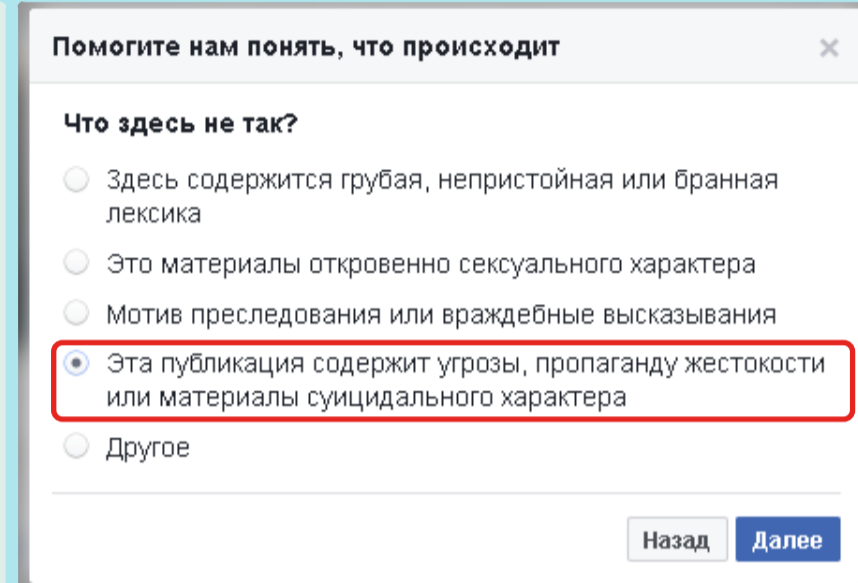 Помогите нам понять, что происходит
Что здесь не так?
Здесь содержится грубая, непристойная или бранная
лексика
Это материалы откровенно сексуального характера
Мотив преследования или враждебные высказывания
Эта публикация содержит угрозы, пропаганду жестокости
или материалы суицидального характера
Другое
Назад Далее